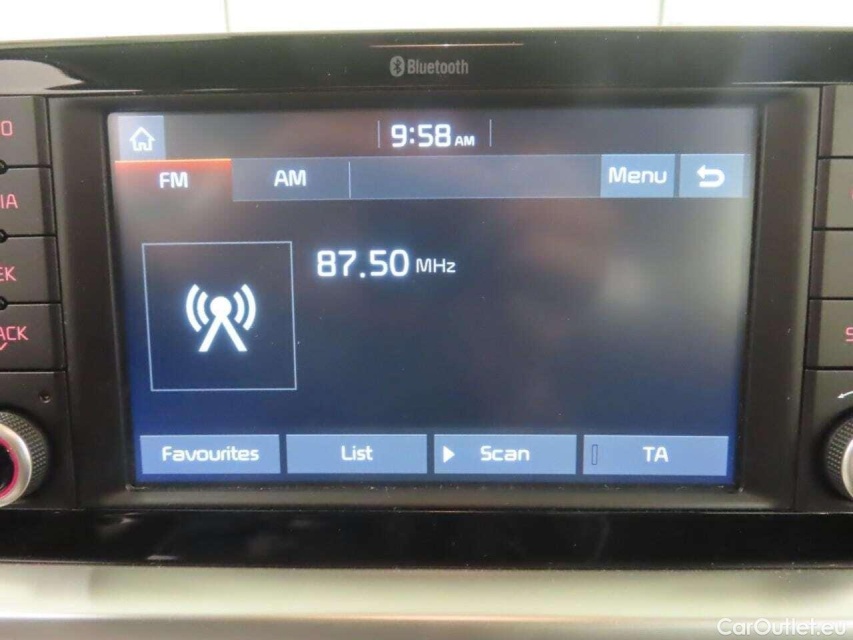 Bluetooth
9:58 AM
FM AM Menu
87.50 MHz
Favourites List Scan TA
CarOutlet.eu